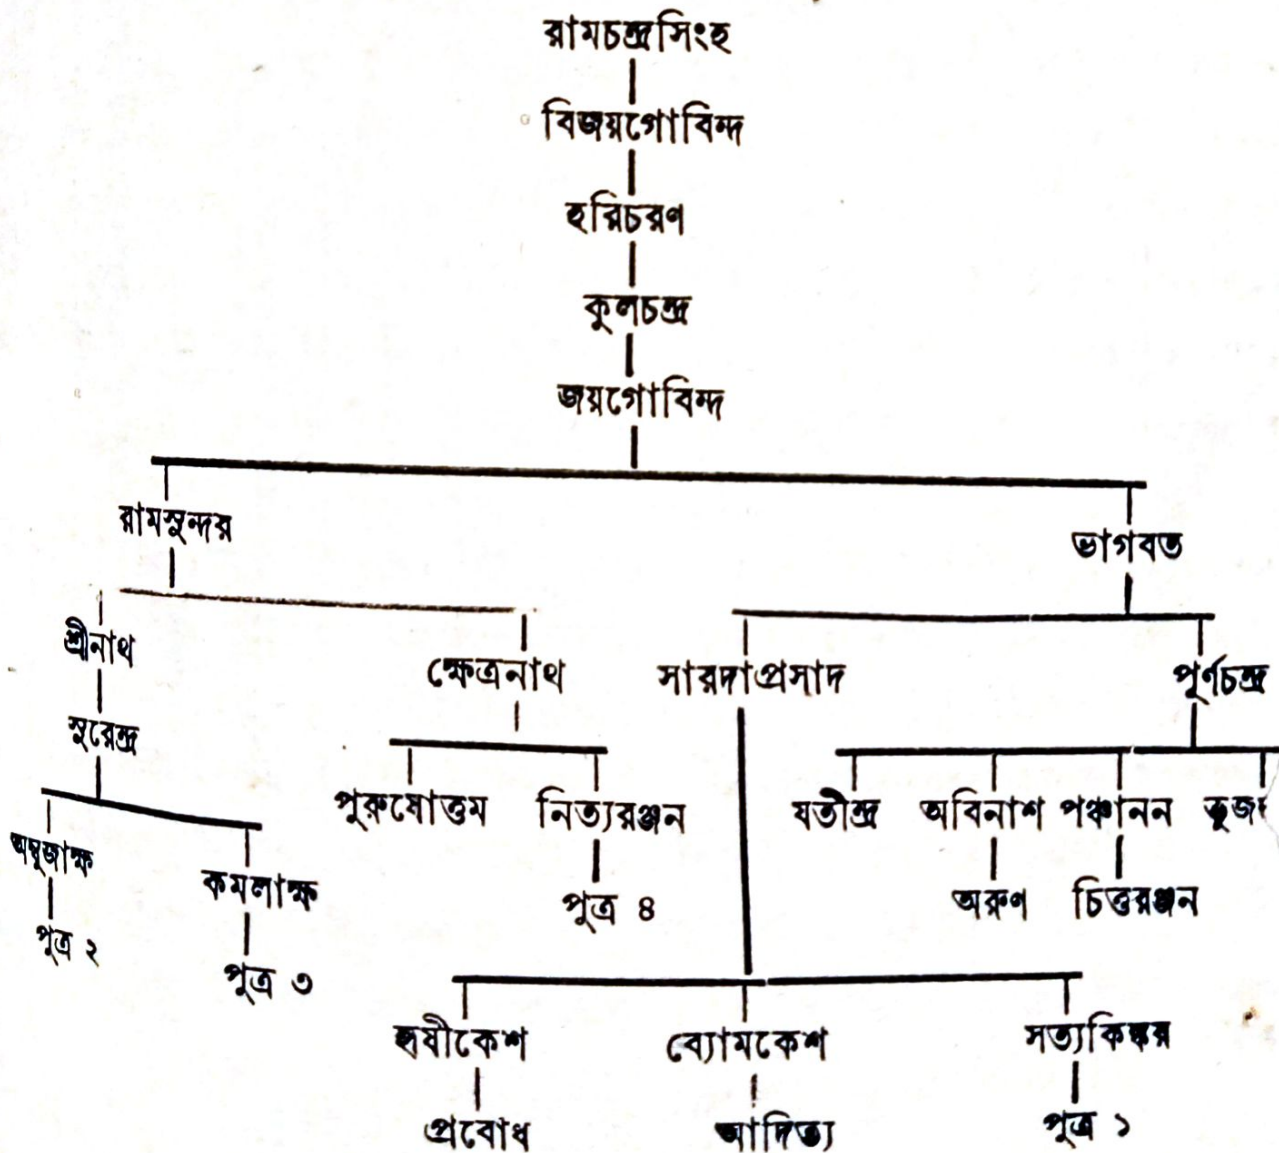 রামচন্দ্রসিংহ
বিজয়গোবিন্দ
হরিচরণ
কুলচন্দ্র
জয়গোবিন্দ
রামসুন্দর ভাগবত
শ্রীনাথ ক্ষেত্রনাথ সারদাপ্রসাদ পূর্ণচন্দ্র
সুরেন্দ্র
পুরুষোত্তম নিত্যরঞ্জন যতীন্দ্র অবিনাশ পঞ্চানন
অম্বুজাক্ষ কমলাক্ষ পুত্র ৪ অরুণ চিত্তরঞ্জন
পুত্র ২ পুত্র ৩
হৃষীকেশ ব্যোমকেশ সত্যকিঙ্কর
প্রবোধ আদিত্য পুত্র ১